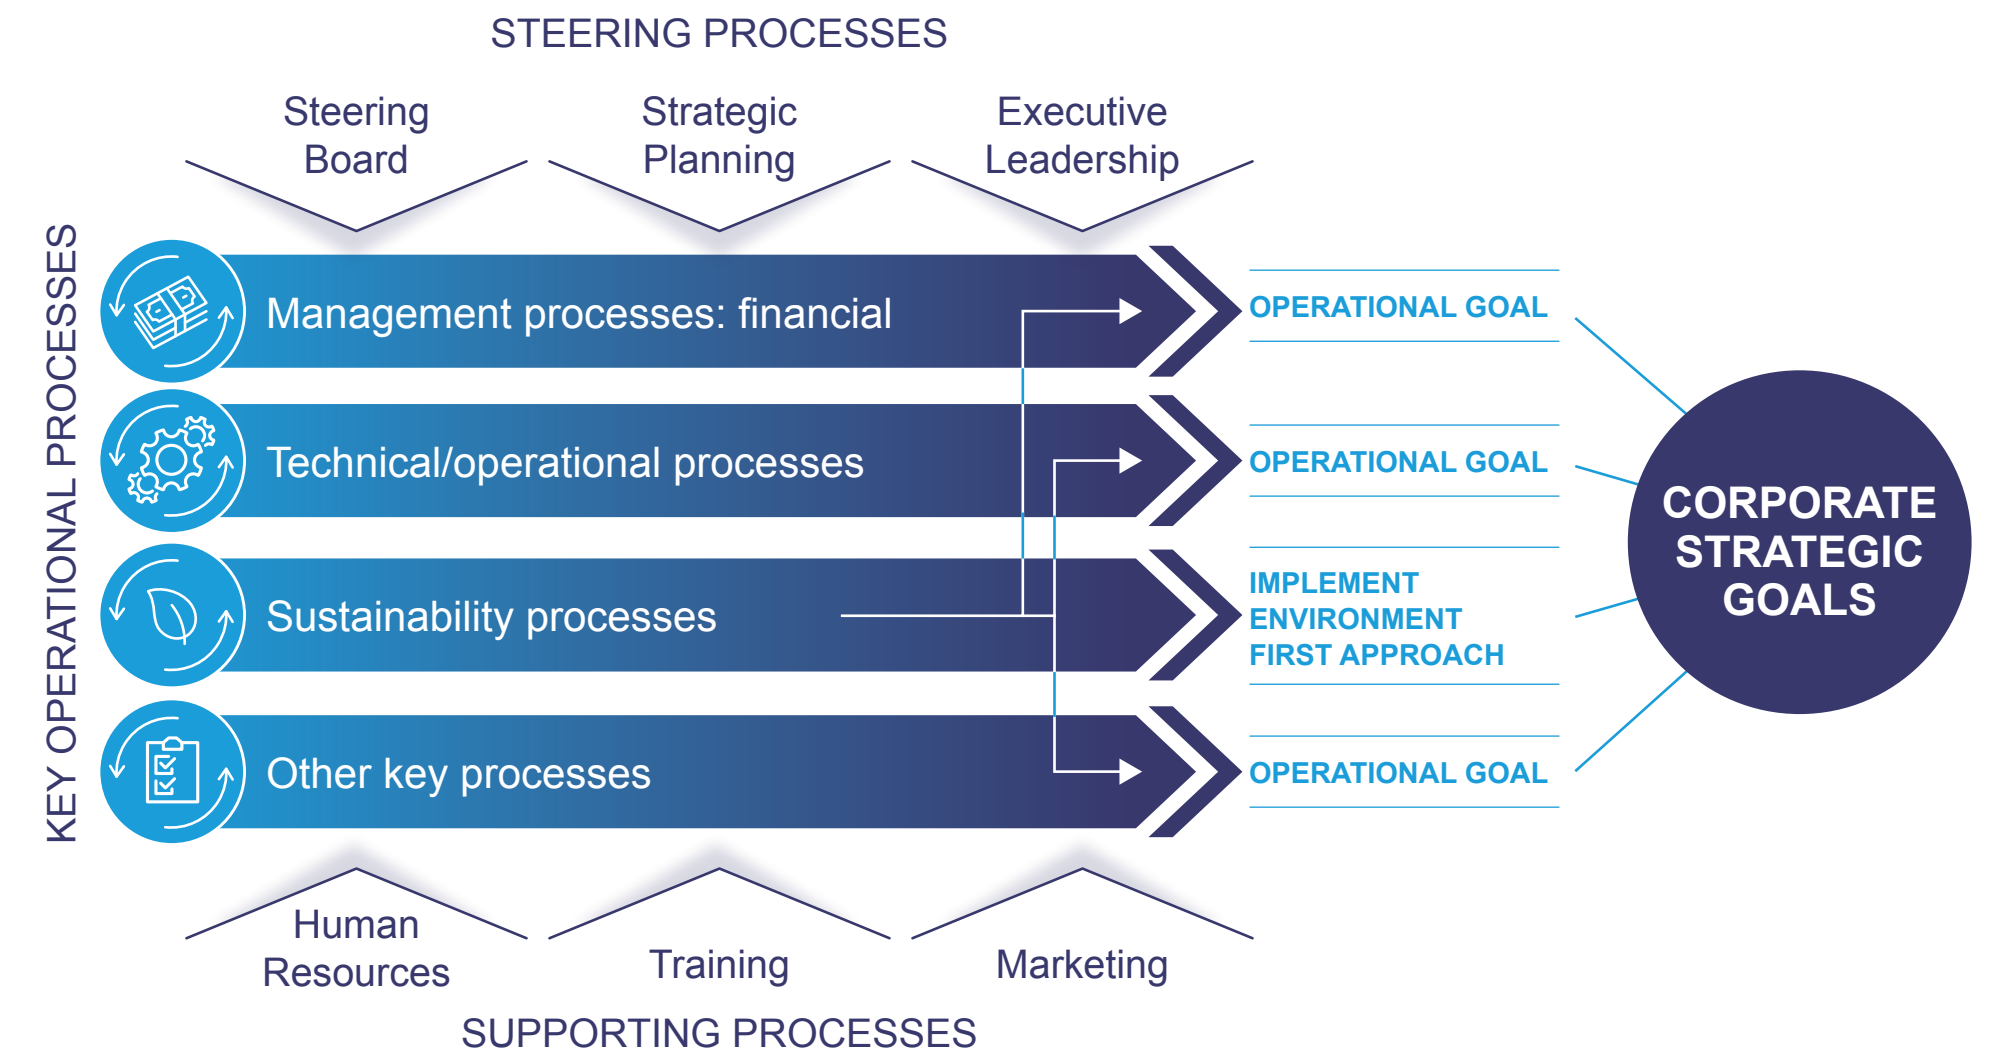 STEERING PROCESSES
Steering
Board
Strategic
Planning
Executive
Leadership
KEY OPERATIONAL PROCESSES
Management processes: financial
OPERATIONAL GOAL
Technical/operational processes
OPERATIONAL GOAL
Sustainability processes
IMPLEMENT
ENVIRONMENT
FIRST APPROACH
Other key processes
OPERATIONAL GOAL
CORPORATE
STRATEGIC
GOALS
Human
Resources
Training
Marketing
SUPPORTING PROCESSES